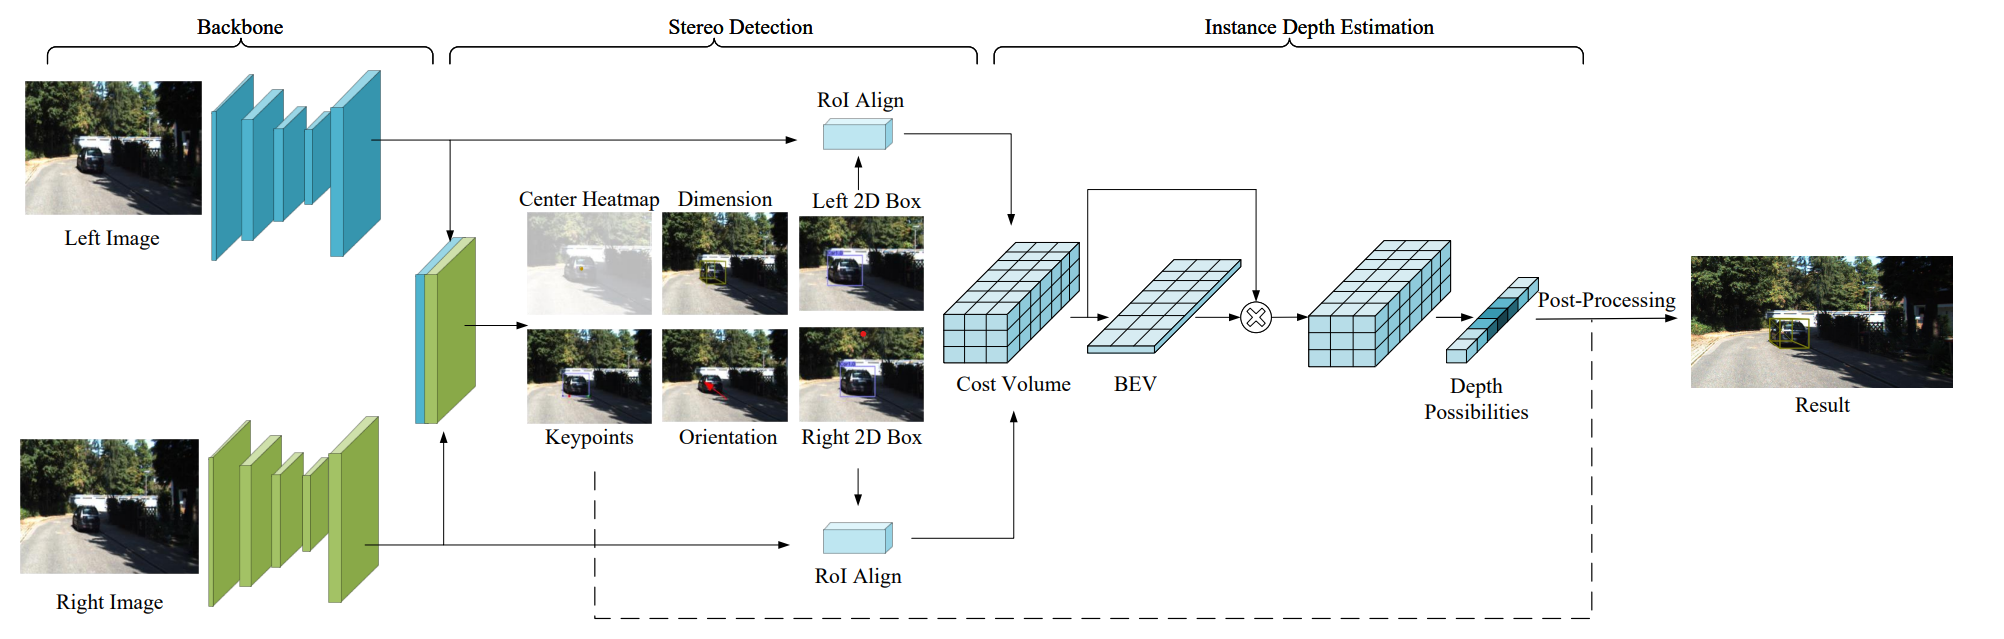 Backbone
Stereo Detection
Instance Depth Estimation
RoI Align
Center Heatmap
Dimension
Left 2D Box
Left Image
Post-Processing
Cost Volume
BEV
Depth
Possibilities
Result
Keypoints
Orientation
Right 2D Box
RoI Align
Right Image